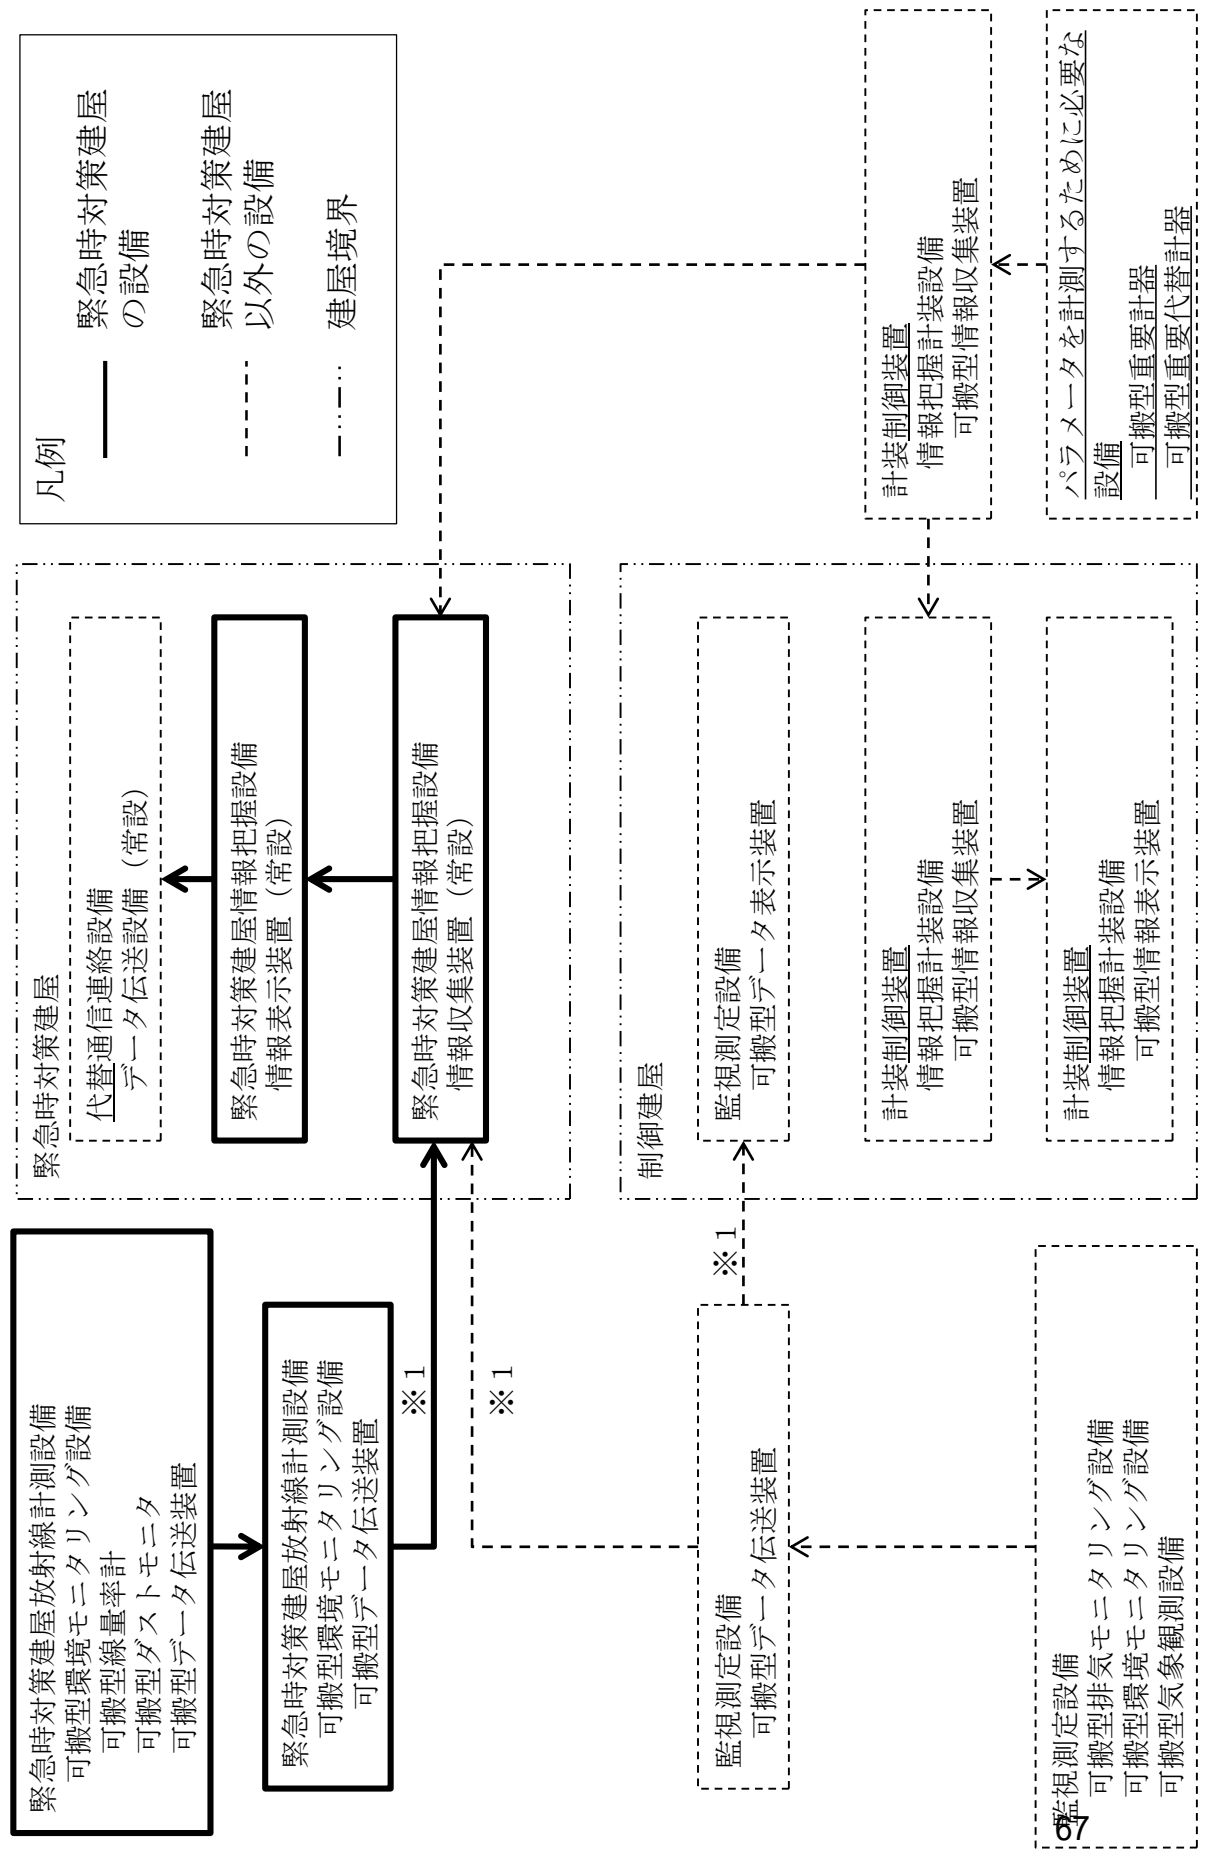 緊急時対策建屋放射線計測設備
可搬型環境モニタリング設備
可搬型線量率計
可搬型ダストモニタ
可搬型データ伝送装置
緊急時対策建屋放射線計測設備
可搬型環境モニタリング設備
可搬型データ伝送装置
※1
※1
監視測定設備
可搬型データ伝送装置
※1
監視測定設備
可搬型排気モニタリング設備
可搬型環境モニタリング設備
可搬型気象観測設備
緊急時対策建屋
代替通信連絡設備
データ伝送設備（常設）
緊急時対策建屋情報把握設備
情報表示装置（常設）
緊急時対策建屋情報把握設備
情報収集装置（常設）
制御建屋
監視測定設備
可搬型データ表示装置
計装制御装置
情報把握計装設備
可搬型情報収集装置
計装制御装置
情報把握計装設備
可搬型情報表示装置
凡例
緊急時対策建屋
の設備
緊急時対策建屋
以外の設備
建屋境界
計装制御装置
情報把握計装設備
可搬型情報収集装置
パラメータを計測するために必要な
設備
可搬型重要計器
可搬型重要代替計器
67